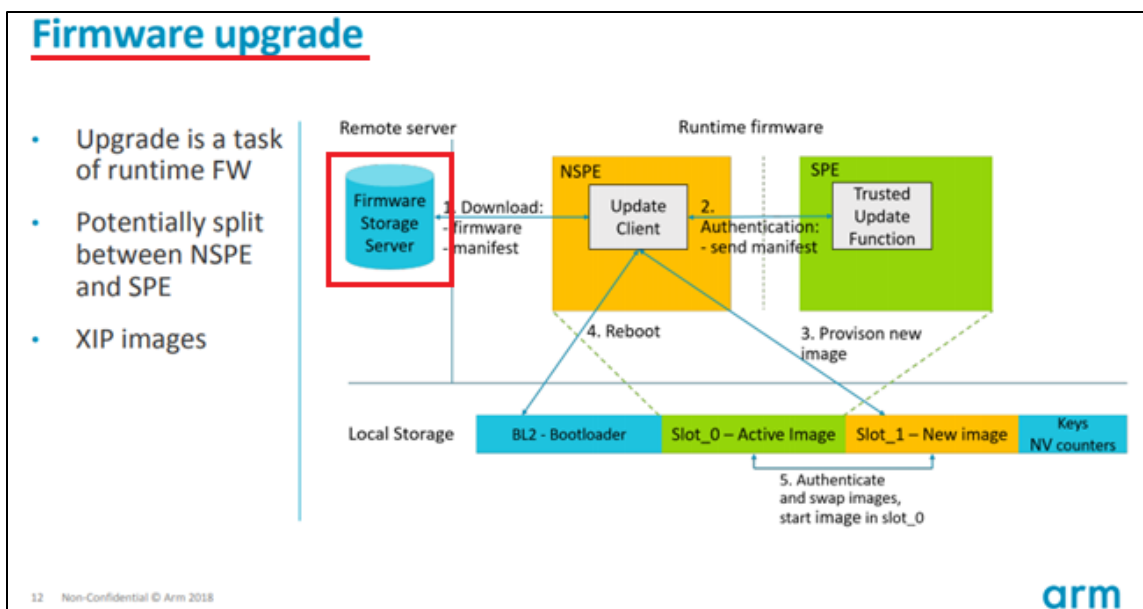 Firmware upgrade
• Upgrade is a task
of runtime FW
• Potentially split
between NSPE
and SPE
• XIP images
Remote server
Runtime firmware
Firmware
Storage
Server
1. Download:
- firmware
- manifest
NSPE
Update
Client
2.
Authentication:
- send manifest
SPE
Trusted
Update
Function
4. Reboot
3. Provison new
image
Local Storage
BL2 - Bootloader
Slot_0 – Active Image
Slot_1 – New image
Keys
NV counters
5. Authenticate
and swap images,
start image in slot_0
12 Non-Confidential © Arm 2018
arm